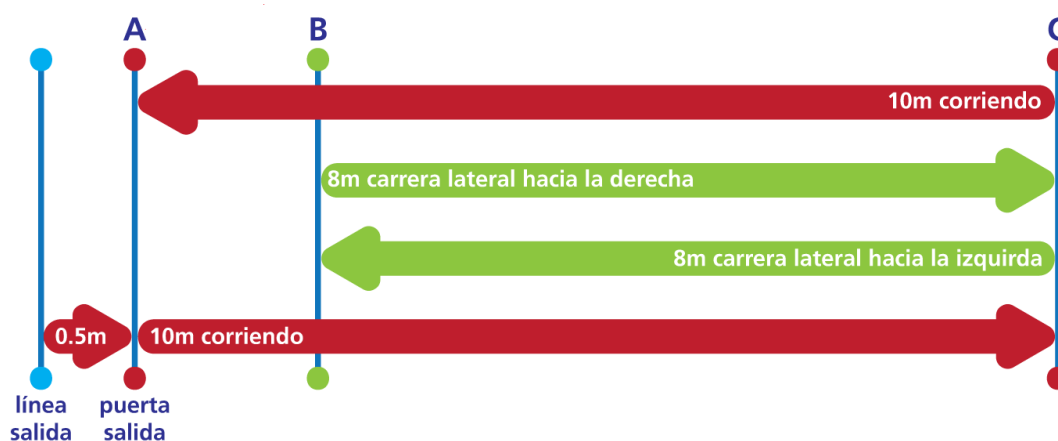 A
B
C
10m corriendo
8m carrera lateral hacia la derecha
8m carrera lateral hacia la izquirda
0.5m
10m corriendo
línea
salida
puerta
salida